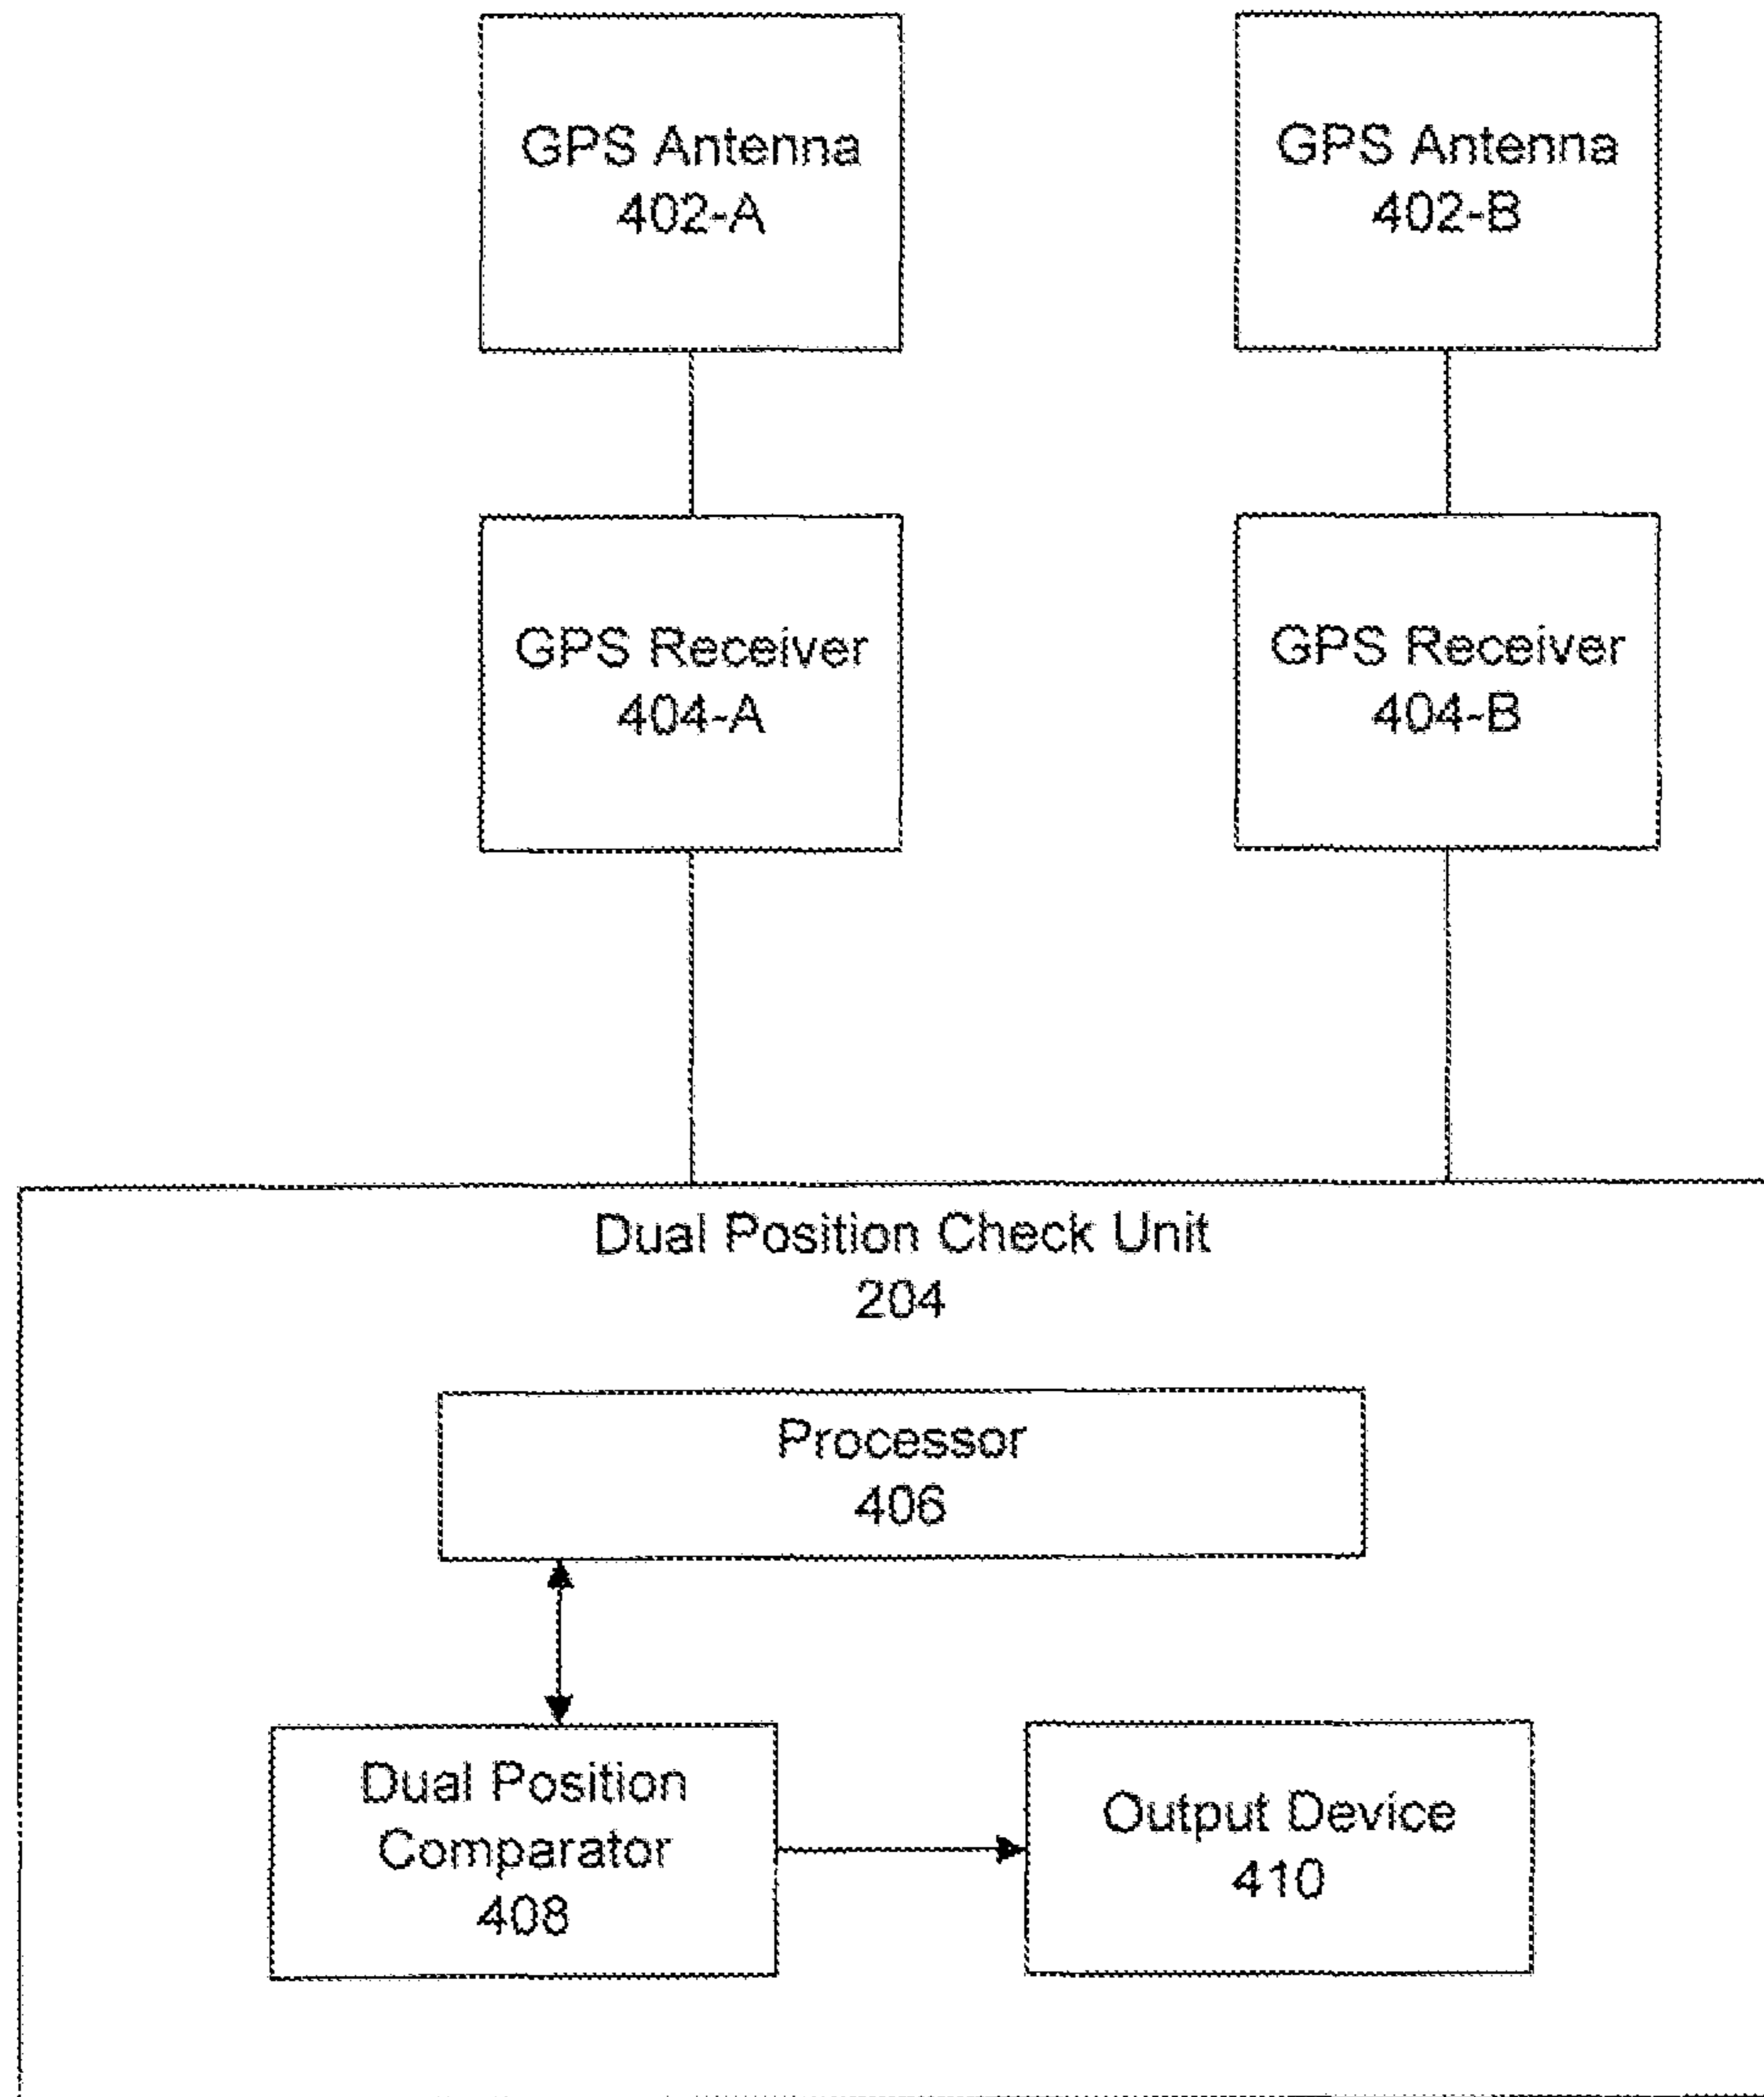 GPS Antenna
402-A
GPS Antenna
402-B
GPS Receiver
404-A
GPS Receiver
404-B
Dual Position Check Unit
204
Processor
406
Dual Position
Comparator
408
Output Device
410